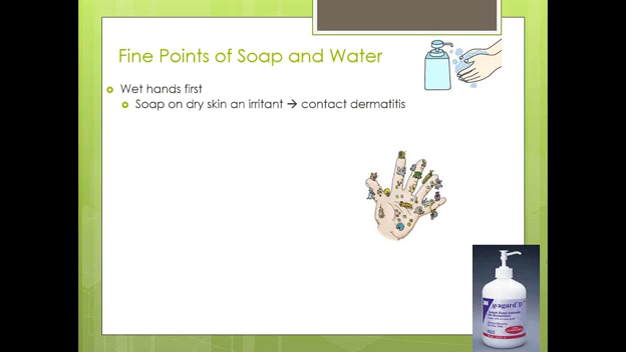 Fine Points of Soap and Water
Wet hands first
Soap on dry skin an irritant → contact dermatitis